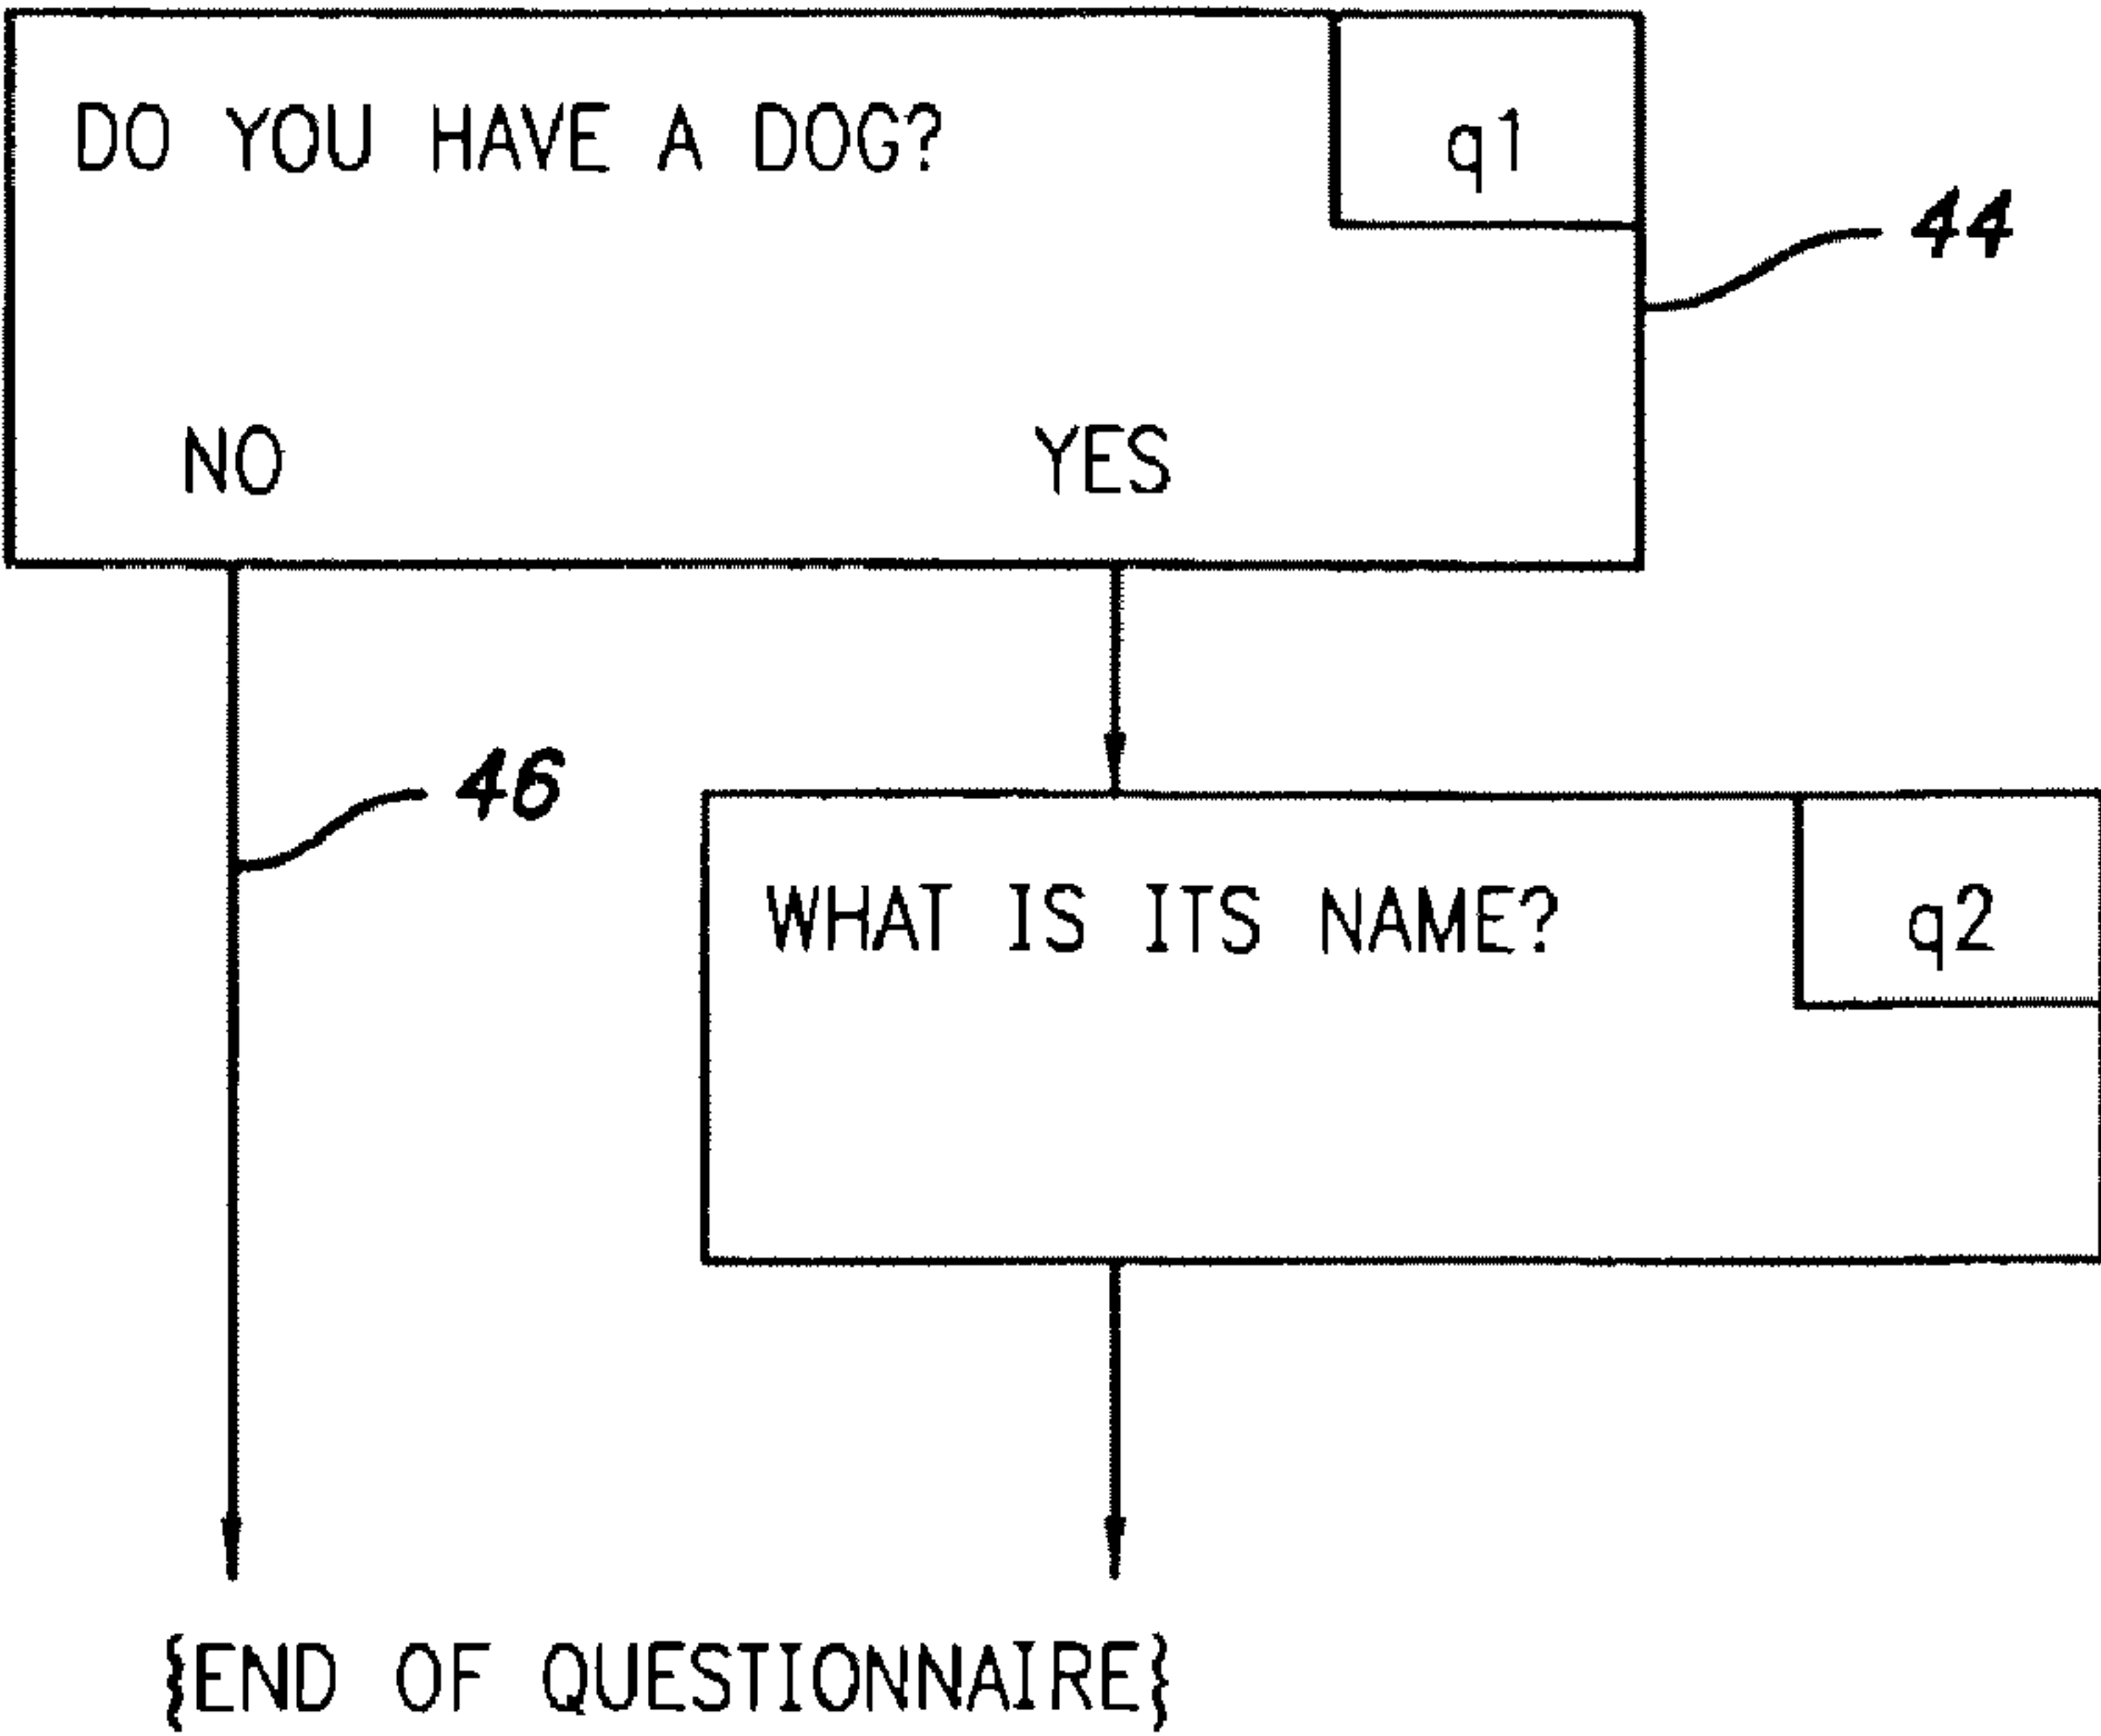 DO YOU HAVE A DOG?
q1
44
NO YES
46
WHAT IS ITS NAME?
q2
{END OF QUESTIONNAIRE}